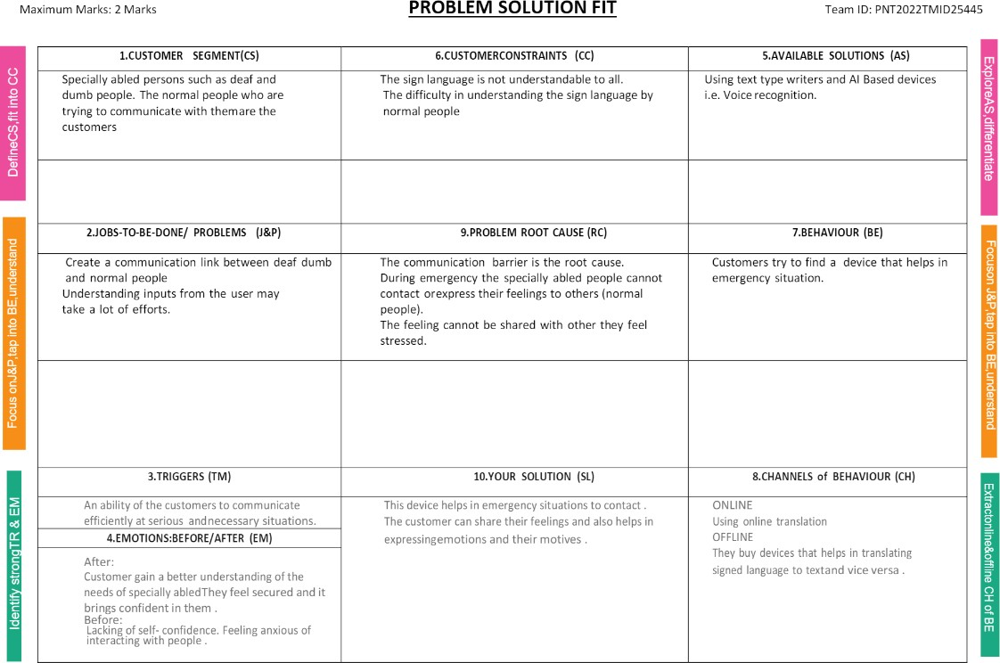 Maximum Marks: 2 Marks
PROBLEM SOLUTION FIT
Team ID: PNT2022TMID25445
DefineCS,fit into CC
1.CUSTOMER SEGMENT(CS)
Specially abled persons such as deaf and
dumb people. The normal people who are
trying to communicate with themare the
customers
6.CUSTOMERCONSTRAINTS (CC)
The sign language is not understandable to all.
The difficulty in understanding the sign language by
normal people
5.AVAILABLE SOLUTIONS (AS)
Using text type writers and AI Based devices
i.e. Voice recognition.
ExploreAS,differentiate
Focus onJ&P,tap into BE,understand
2.JOBS-TO-BE-DONE/ PROBLEMS (J&P)
Create a communication link between deaf dumb
and normal people
Understanding inputs from the user may
take a lot of efforts.
9.PROBLEM ROOT CAUSE (RC)
The communication barrier is the root cause.
During emergency the specially abled people cannot
contact orexpress their feelings to others (normal
people).
The feeling cannot be shared with other they feel
stressed.
7.BEHAVIOUR (BE)
Customers try to find a device that helps in
emergency situation.
Focuson J&P,tap into BE,understand
Identify strongTR & EM
3.TRIGGERS (TM)
An ability of the customers to communicate
efficiently at serious andnecessary situations.
4.EMOTIONS:BEFORE/AFTER (EM)
After:
Customer gain a better understanding of the
needs of specially abledThey feel secured and it
brings confident in them .
Before:
Lacking of self- confidence. Feeling anxious of
interacting with people .
10.YOUR SOLUTION (SL)
This device helps in emergency situations to contact .
The customer can share their feelings and also helps in
expressingemotions and their motives .
8.CHANNELS of BEHAVIOUR (CH)
ONLINE
Using online translation
OFFLINE
They buy devices that helps in translating
signed language to textand vice versa .
Extractonline&offline CH of BE